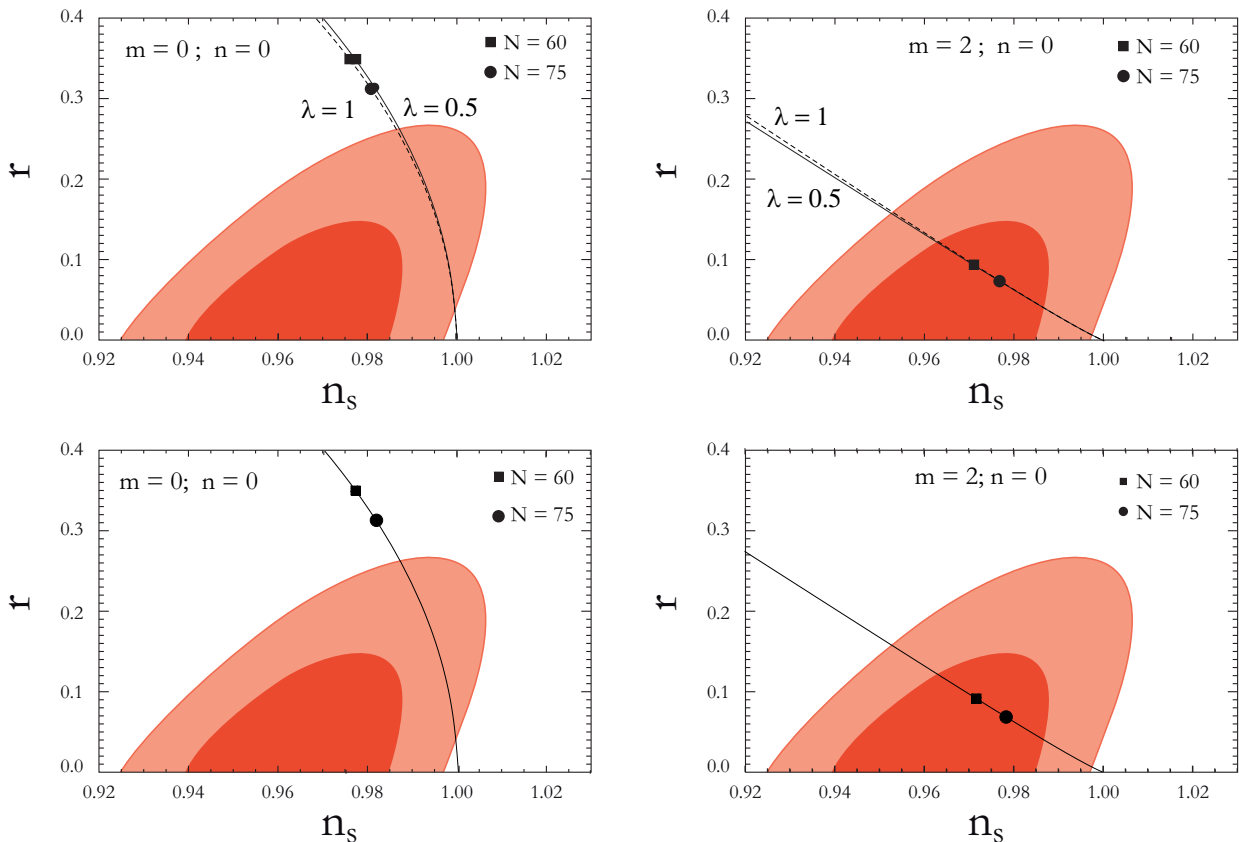 0.4
0.3
0.2
0.1
0.0
r
m = 0 ; n = 0
■ N = 60
● N = 75
λ = 1
λ = 0.5
0.92
0.94
0.96
0.98
1.00
1.02
n_s
0.4
0.3
0.2
0.1
0.0
r
m = 2 ; n = 0
■ N = 60
● N = 75
λ = 1
λ = 0.5
0.92
0.94
0.96
0.98
1.00
1.02
n_s
0.4
0.3
0.2
0.1
0.0
r
m = 0; n = 0
■ N = 60
● N = 75
0.92
0.94
0.96
0.98
1.00
1.02
n_s
0.4
0.3
0.2
0.1
0.0
r
m = 2; n = 0
■ N = 60
● N = 75
0.92
0.94
0.96
0.98
1.00
1.02
n_s